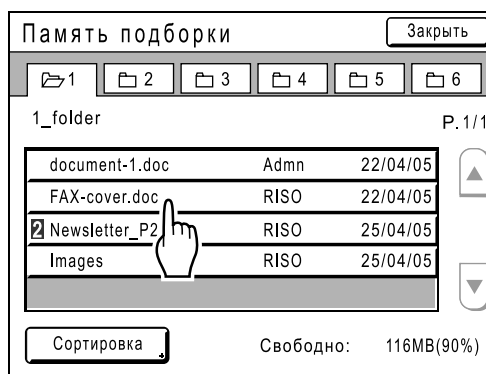 Память подборки Закрыть
1 2 3 4 5 6
1_folder P.1/1
document-1.doc Admn 22/04/05
FAX-cover.doc RISO 22/04/05
2 Newsletter_P2 RISO 25/04/05
Images RISO 25/04/05
Сортировка Свободно: 116MB(90%)